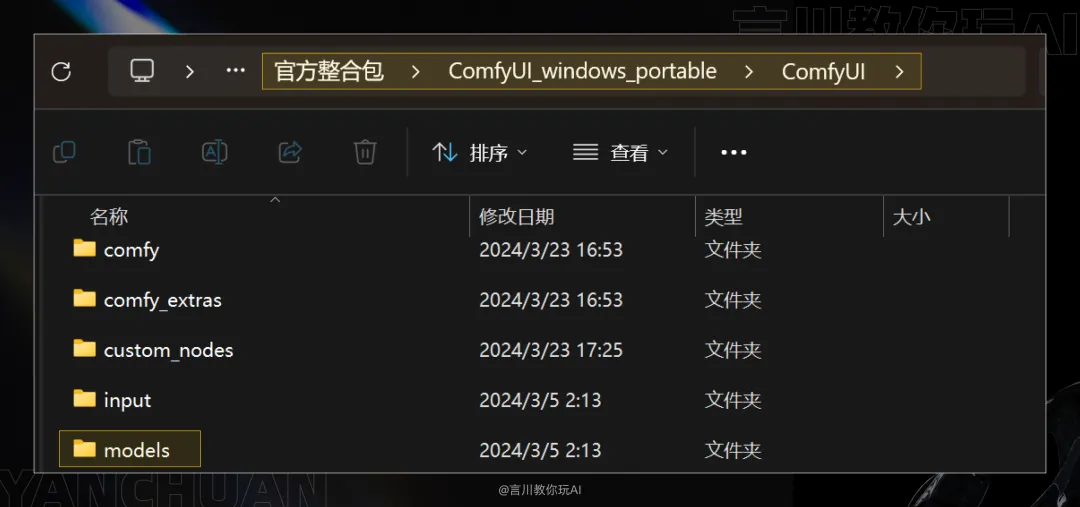 言川教你玩AI
官方整合包 > ComfyUI_windows_portable > ComfyUI >
排序 查看
名称 修改日期 类型 大小
comfy 2024/3/23 16:53 文件夹
comfy_extras 2024/3/23 16:53 文件夹
custom_nodes 2024/3/23 17:25 文件夹
input 2024/3/5 2:13 文件夹
models 2024/3/5 2:13 文件夹
YANCHUAN
@言川教你玩AI